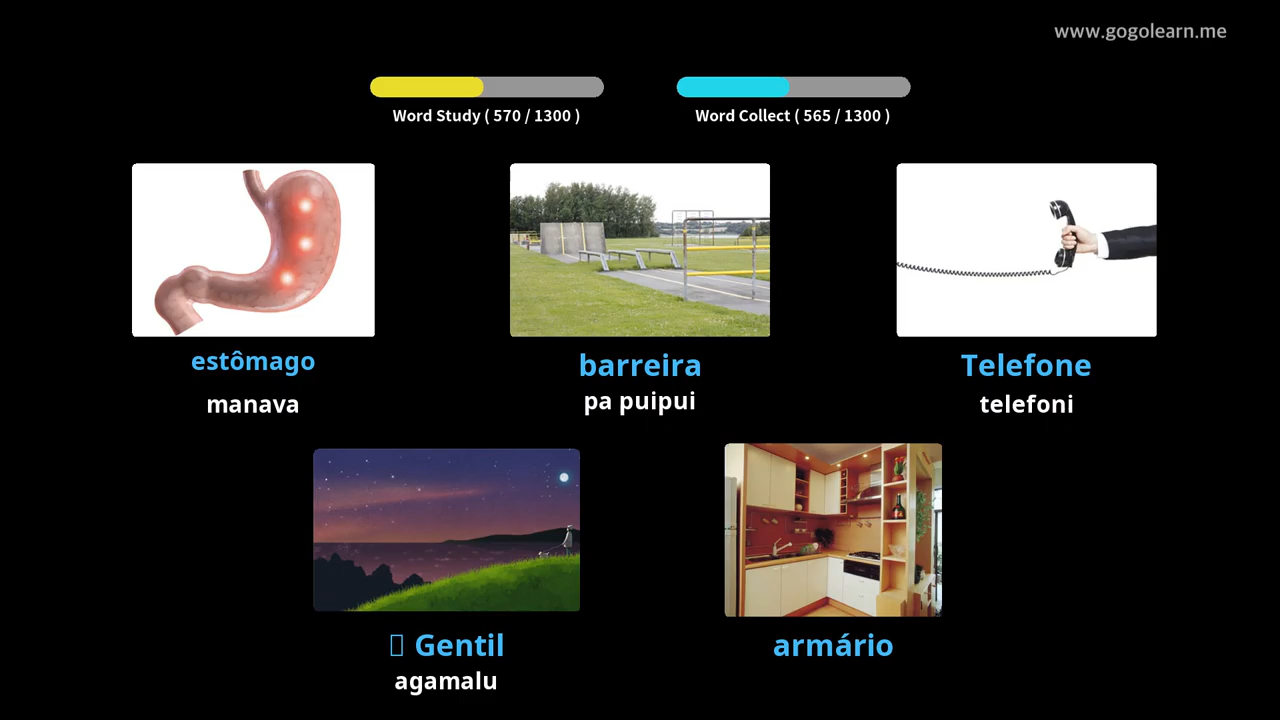 www.gogolearn.me
Word Study ( 570 / 1300 )
Word Collect ( 565 / 1300 )
estômago
manava
barreira
pa puipui
Telefone
telefoni
Gentil
agamalu
armário